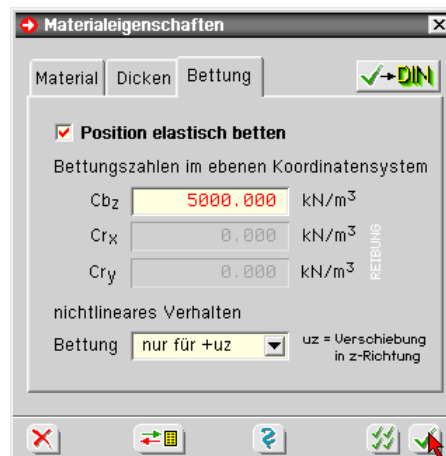 Materialeigenschaften
Material Dicken Bettung
DIN
Position elastisch betten
Bettungszahlen im ebenen Koordinatensystem
Cbz 5000.000 kN/m³
Crx 0.000 kN/m³
Cry 0.000 kN/m³
REIBUNG
nichtlineares Verhalten
Bettung nur für +uz uz = Verschiebung
in z-Richtung